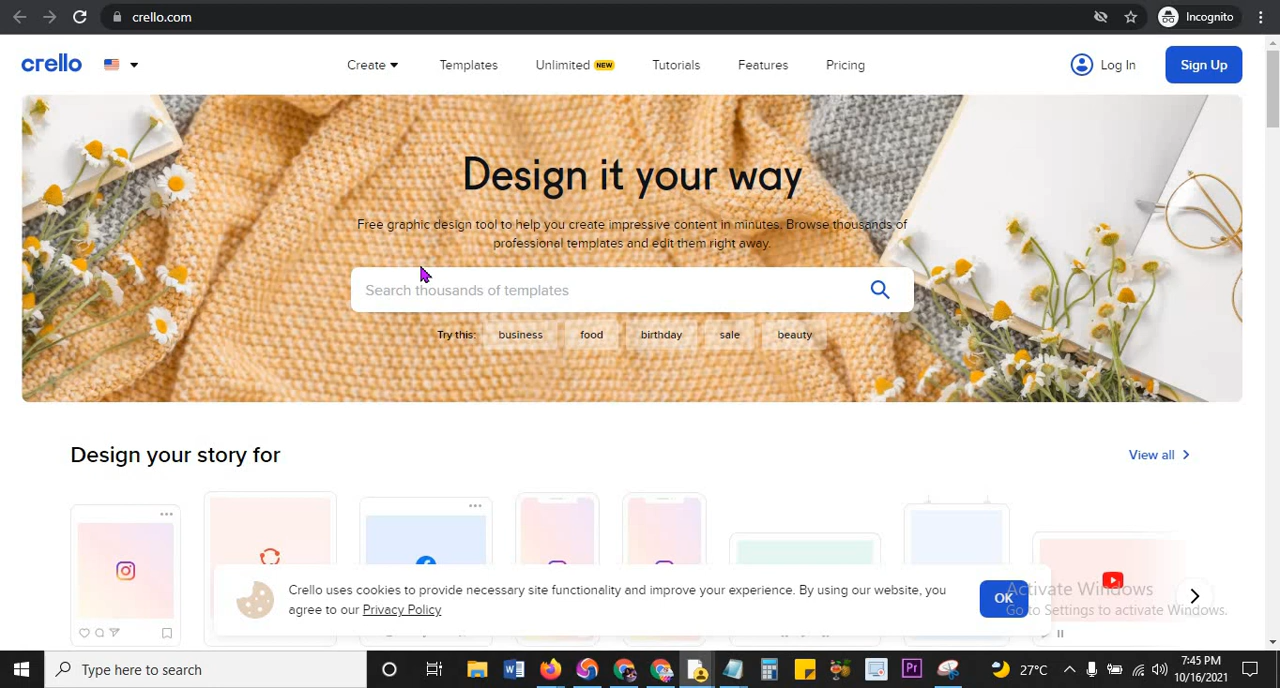 crello.com
Incognito
crello
Create
Templates
Unlimited NEW
Tutorials
Features
Pricing
Log In
Sign Up
Design it your way
Free graphic design tool to help you create impressive content in minutes. Browse thousands of
professional templates and edit them right away.
Search thousands of templates
Try this: business food birthday sale beauty
Design your story for
View all
Crello uses cookies to provide necessary site functionality and improve your experience. By using our website, you
agree to our Privacy Policy
OK
Activate Windows
Go to Settings to activate Windows.
Type here to search
W
Pr
27°C
7:45 PM
10/16/2021